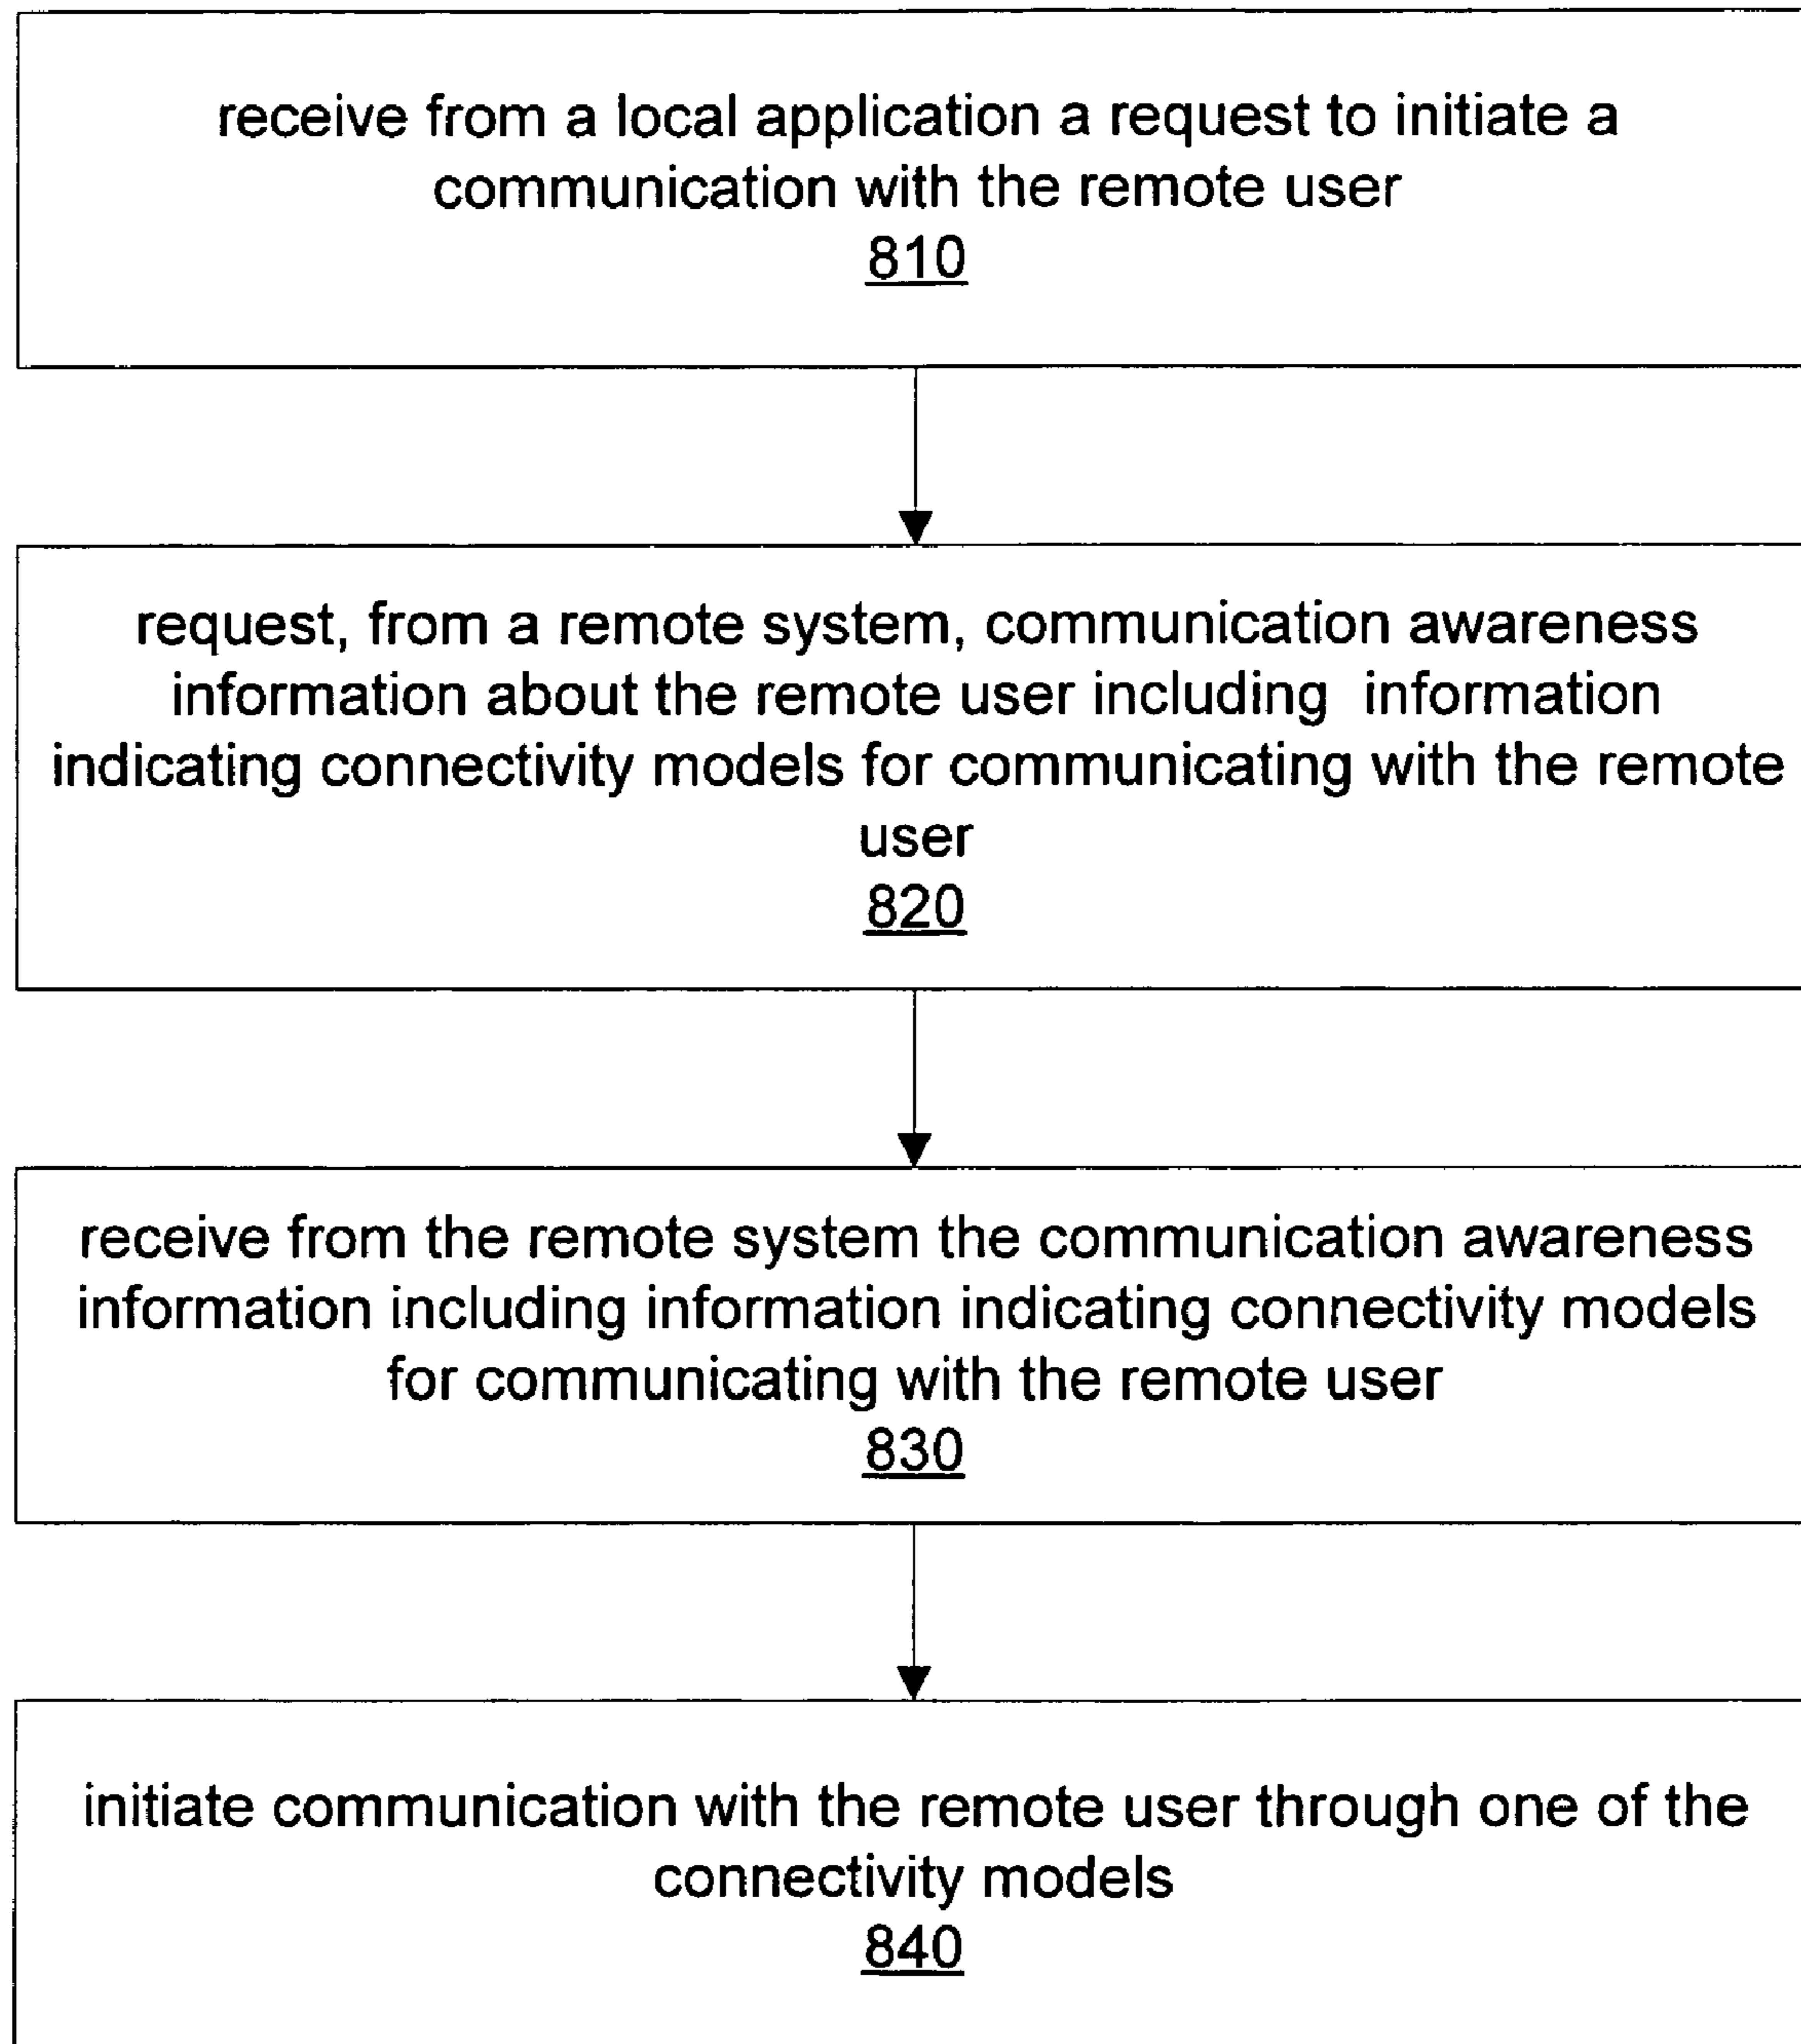 receive from a local application a request to initiate a
communication with the remote user
810
request, from a remote system, communication awareness
information about the remote user including  information
indicating connectivity models for communicating with the remote
user
820
receive from the remote system the communication awareness
information including information indicating connectivity models
for communicating with the remote user
830
initiate communication with the remote user through one of the
connectivity models
840